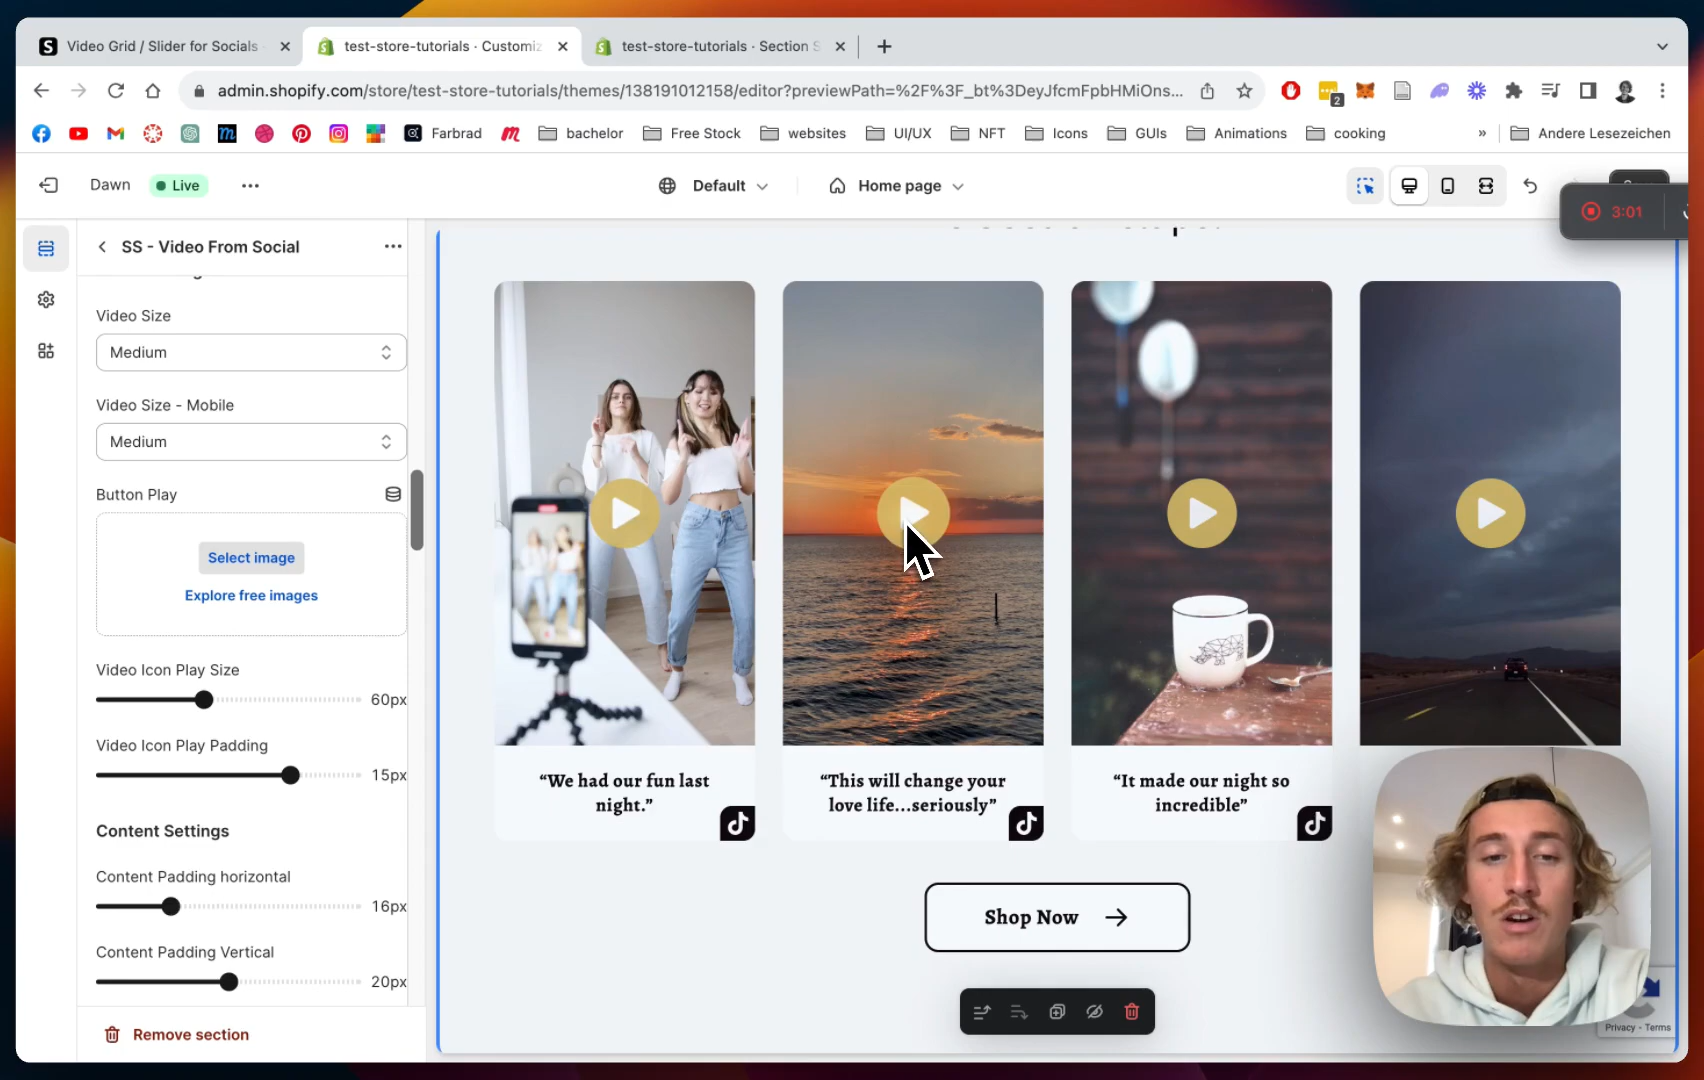 Video Grid / Slider for Socials
test-store-tutorials · Customiz
test-store-tutorials · Section S
admin.shopify.com/store/test-store-tutorials/themes/138191012158/editor?previewPath=%2F%3F_bt%3DeyJfcmFpbHMiOns...
2
Farbrad
bachelor
Free Stock
websites
UI/UX
NFT
Icons
GUIs
Animations
cooking
»
Andere Lesezeichen
Dawn
Live
Default
Home page
3:01
SS - Video From Social
Video Size
Medium
Video Size - Mobile
Medium
Button Play
Select image
Explore free images
Video Icon Play Size
60px
Video Icon Play Padding
15px
Content Settings
Content Padding horizontal
16px
Content Padding Vertical
20px
Remove section
“We had our fun last
night.”
“This will change your
love life...seriously”
“It made our night so
incredible”
Shop Now
Privacy - Terms